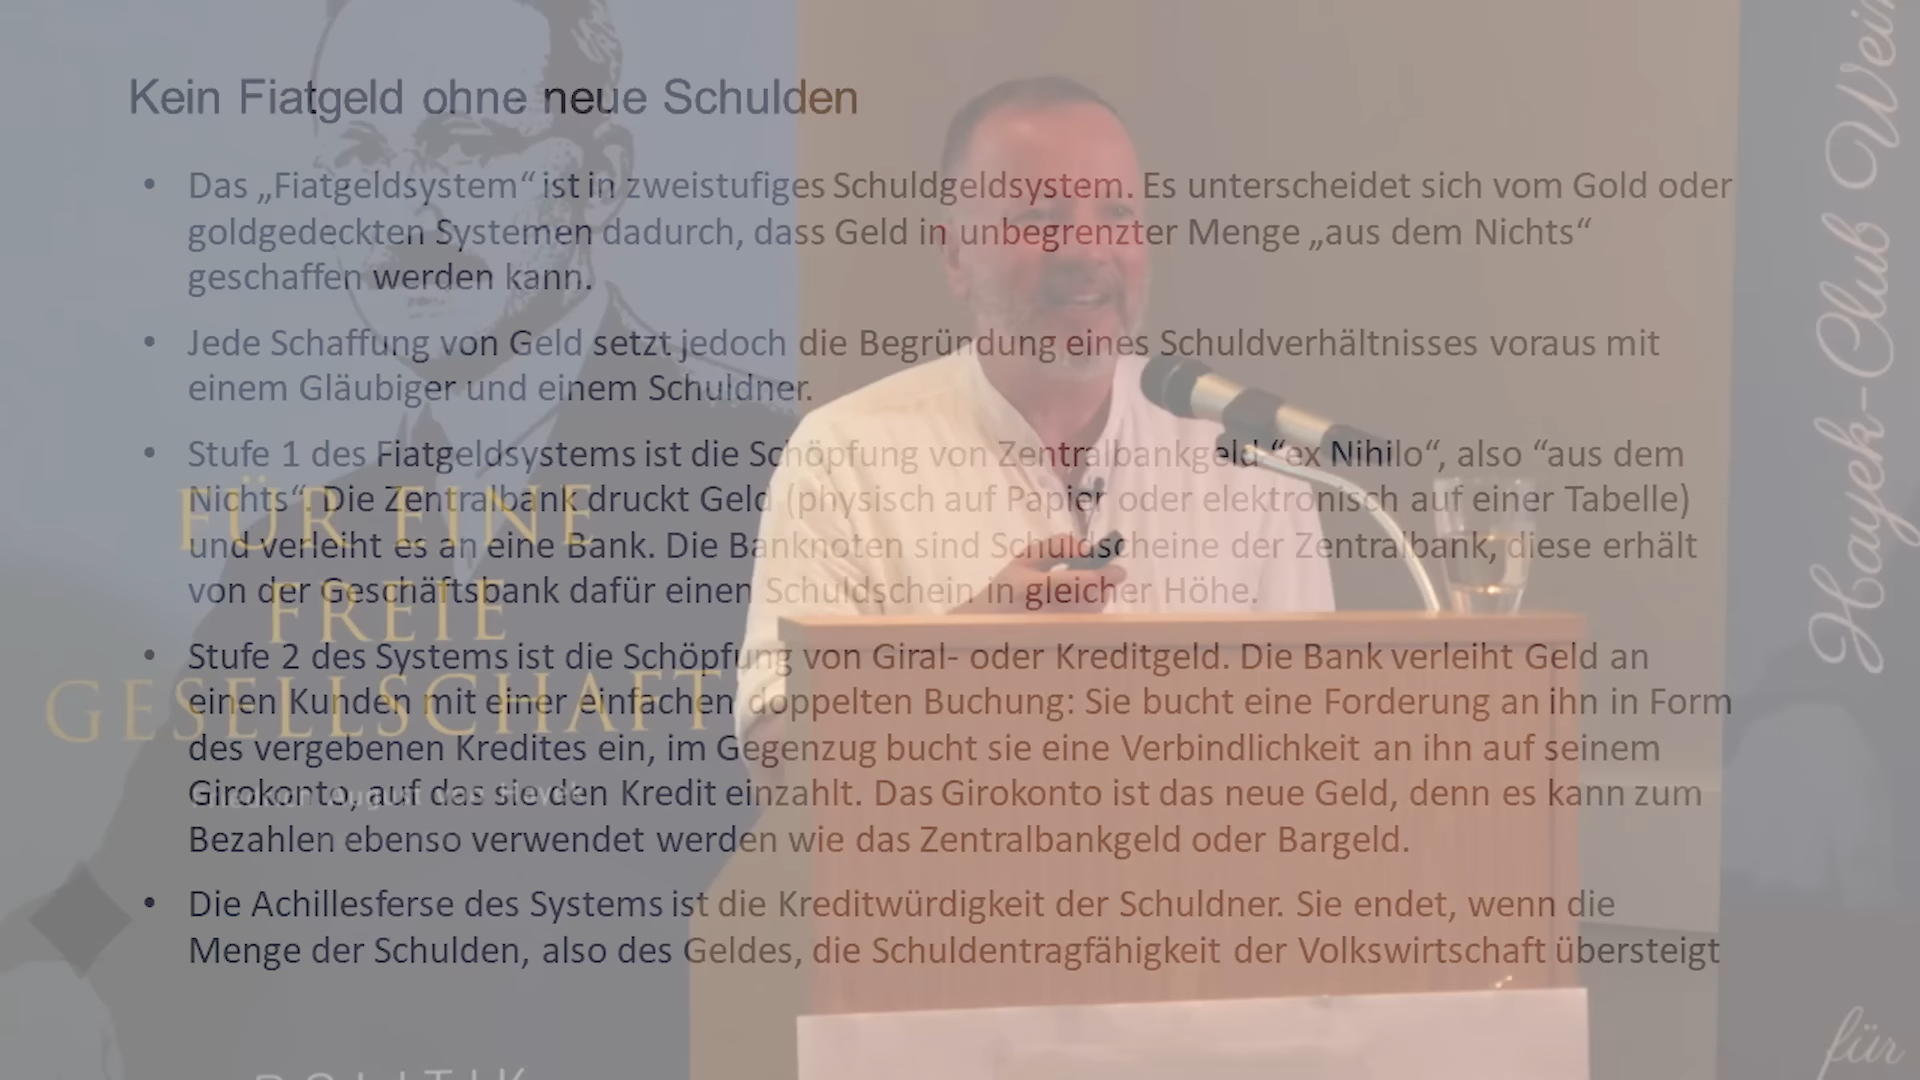 Kein Fiatgeld ohne neue Schulden
• Das „Fiatgeldsystem“ ist in zweistufiges Schuldgeldsystem. Es unterscheidet sich vom Gold oder
goldgedeckten Systemen dadurch, dass Geld in unbegrenzter Menge „aus dem Nichts“
geschaffen werden kann.
• Jede Schaffung von Geld setzt jedoch die Begründung eines Schuldverhältnisses voraus mit
einem Gläubiger und einem Schuldner.
• Stufe 1 des Fiatgeldsystems ist die Schöpfung von Zentralbankgeld “ex Nihilo“, also “aus dem
Nichts“. Die Zentralbank druckt Geld (physisch auf Papier oder elektronisch auf einer Tabelle)
und verleiht es an eine Bank. Die Banknoten sind Schuldscheine der Zentralbank, diese erhält
von der Geschäftsbank dafür einen Schuldschein in gleicher Höhe.
• Stufe 2 des Systems ist die Schöpfung von Giral- oder Kreditgeld. Die Bank verleiht Geld an
einen Kunden mit einer einfachen doppelten Buchung: Sie bucht eine Forderung an ihn in Form
des vergebenen Kredites ein, im Gegenzug bucht sie eine Verbindlichkeit an ihn auf seinem
Girokonto, auf das sie den Kredit einzahlt. Das Girokonto ist das neue Geld, denn es kann zum
Bezahlen ebenso verwendet werden wie das Zentralbankgeld oder Bargeld.
• Die Achillesferse des Systems ist die Kreditwürdigkeit der Schuldner. Sie endet, wenn die
Menge der Schulden, also des Geldes, die Schuldentragfähigkeit der Volkswirtschaft übersteigt
FÜR EINE
FREIE
GESELLSCHAFT
August von Hayek
POLITIK
Hayek-Club Wei
für